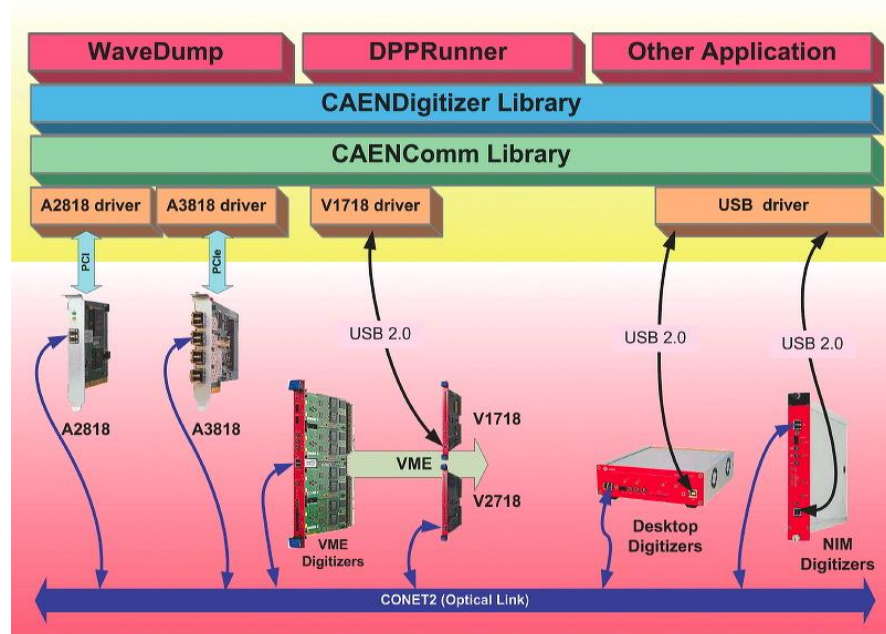 WaveDump
DPPRunner
Other Application
CAENDigitizer Library
CAENComm Library
A2818 driver
A3818 driver
V1718 driver
USB driver
PCI
PCIe
USB 2.0
USB 2.0
USB 2.0
A2818
A3818
V1718
VME
V2718
VME
Digitizers
Desktop
Digitizers
NIM
Digitizers
CONET2 (Optical Link)